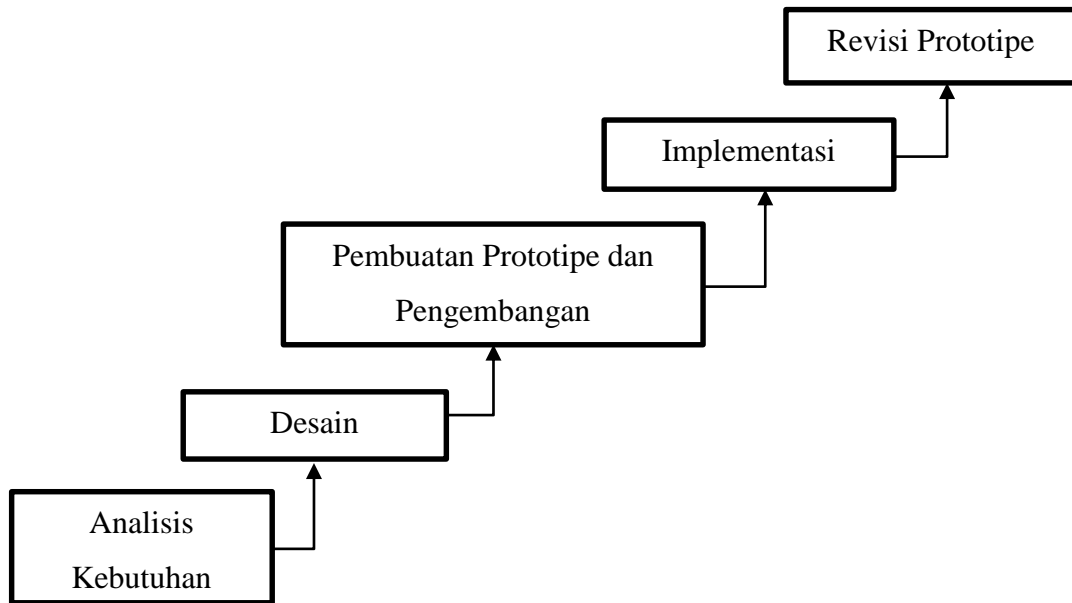 Revisi Prototipe
Implementasi
Pembuatan Prototipe dan
Pengembangan
Desain
Analisis
Kebutuhan